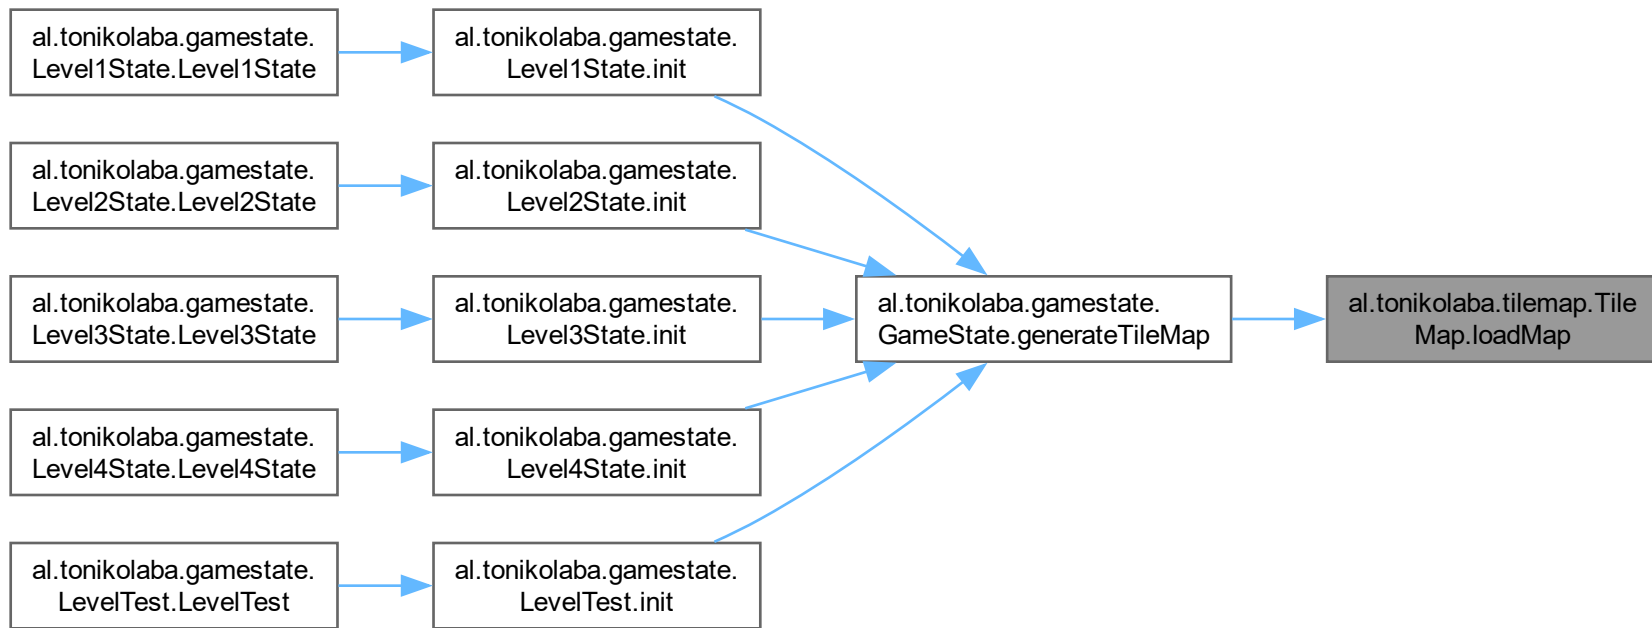 al.tonikolaba.gamestate.
Level1State.Level1State
al.tonikolaba.gamestate.
Level1State.init
al.tonikolaba.gamestate.
Level2State.Level2State
al.tonikolaba.gamestate.
Level2State.init
al.tonikolaba.gamestate.
Level3State.Level3State
al.tonikolaba.gamestate.
Level3State.init
al.tonikolaba.gamestate.
GameState.generateTileMap
al.tonikolaba.tilemap.Tile
Map.loadMap
al.tonikolaba.gamestate.
Level4State.Level4State
al.tonikolaba.gamestate.
Level4State.init
al.tonikolaba.gamestate.
LevelTest.LevelTest
al.tonikolaba.gamestate.
LevelTest.init